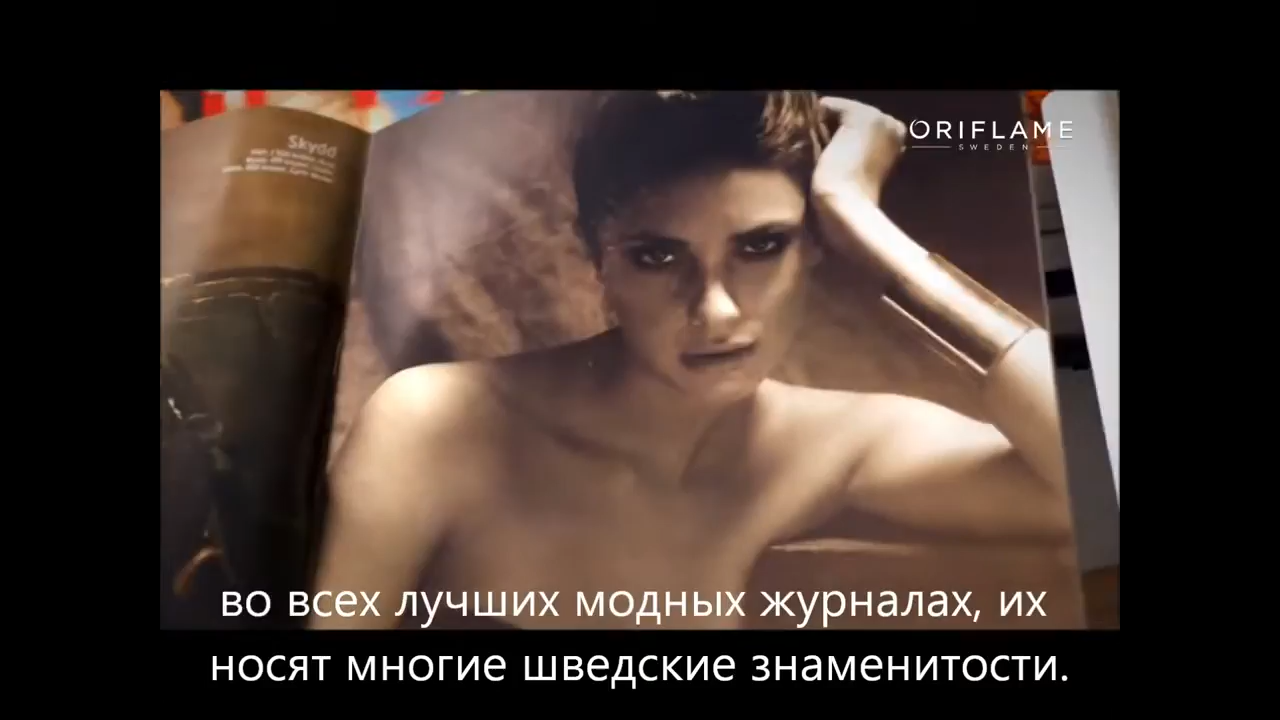 Skydd
ORIFLAME
SWEDEN
во всех лучших модных журналах, их
носят многие шведские знаменитости.